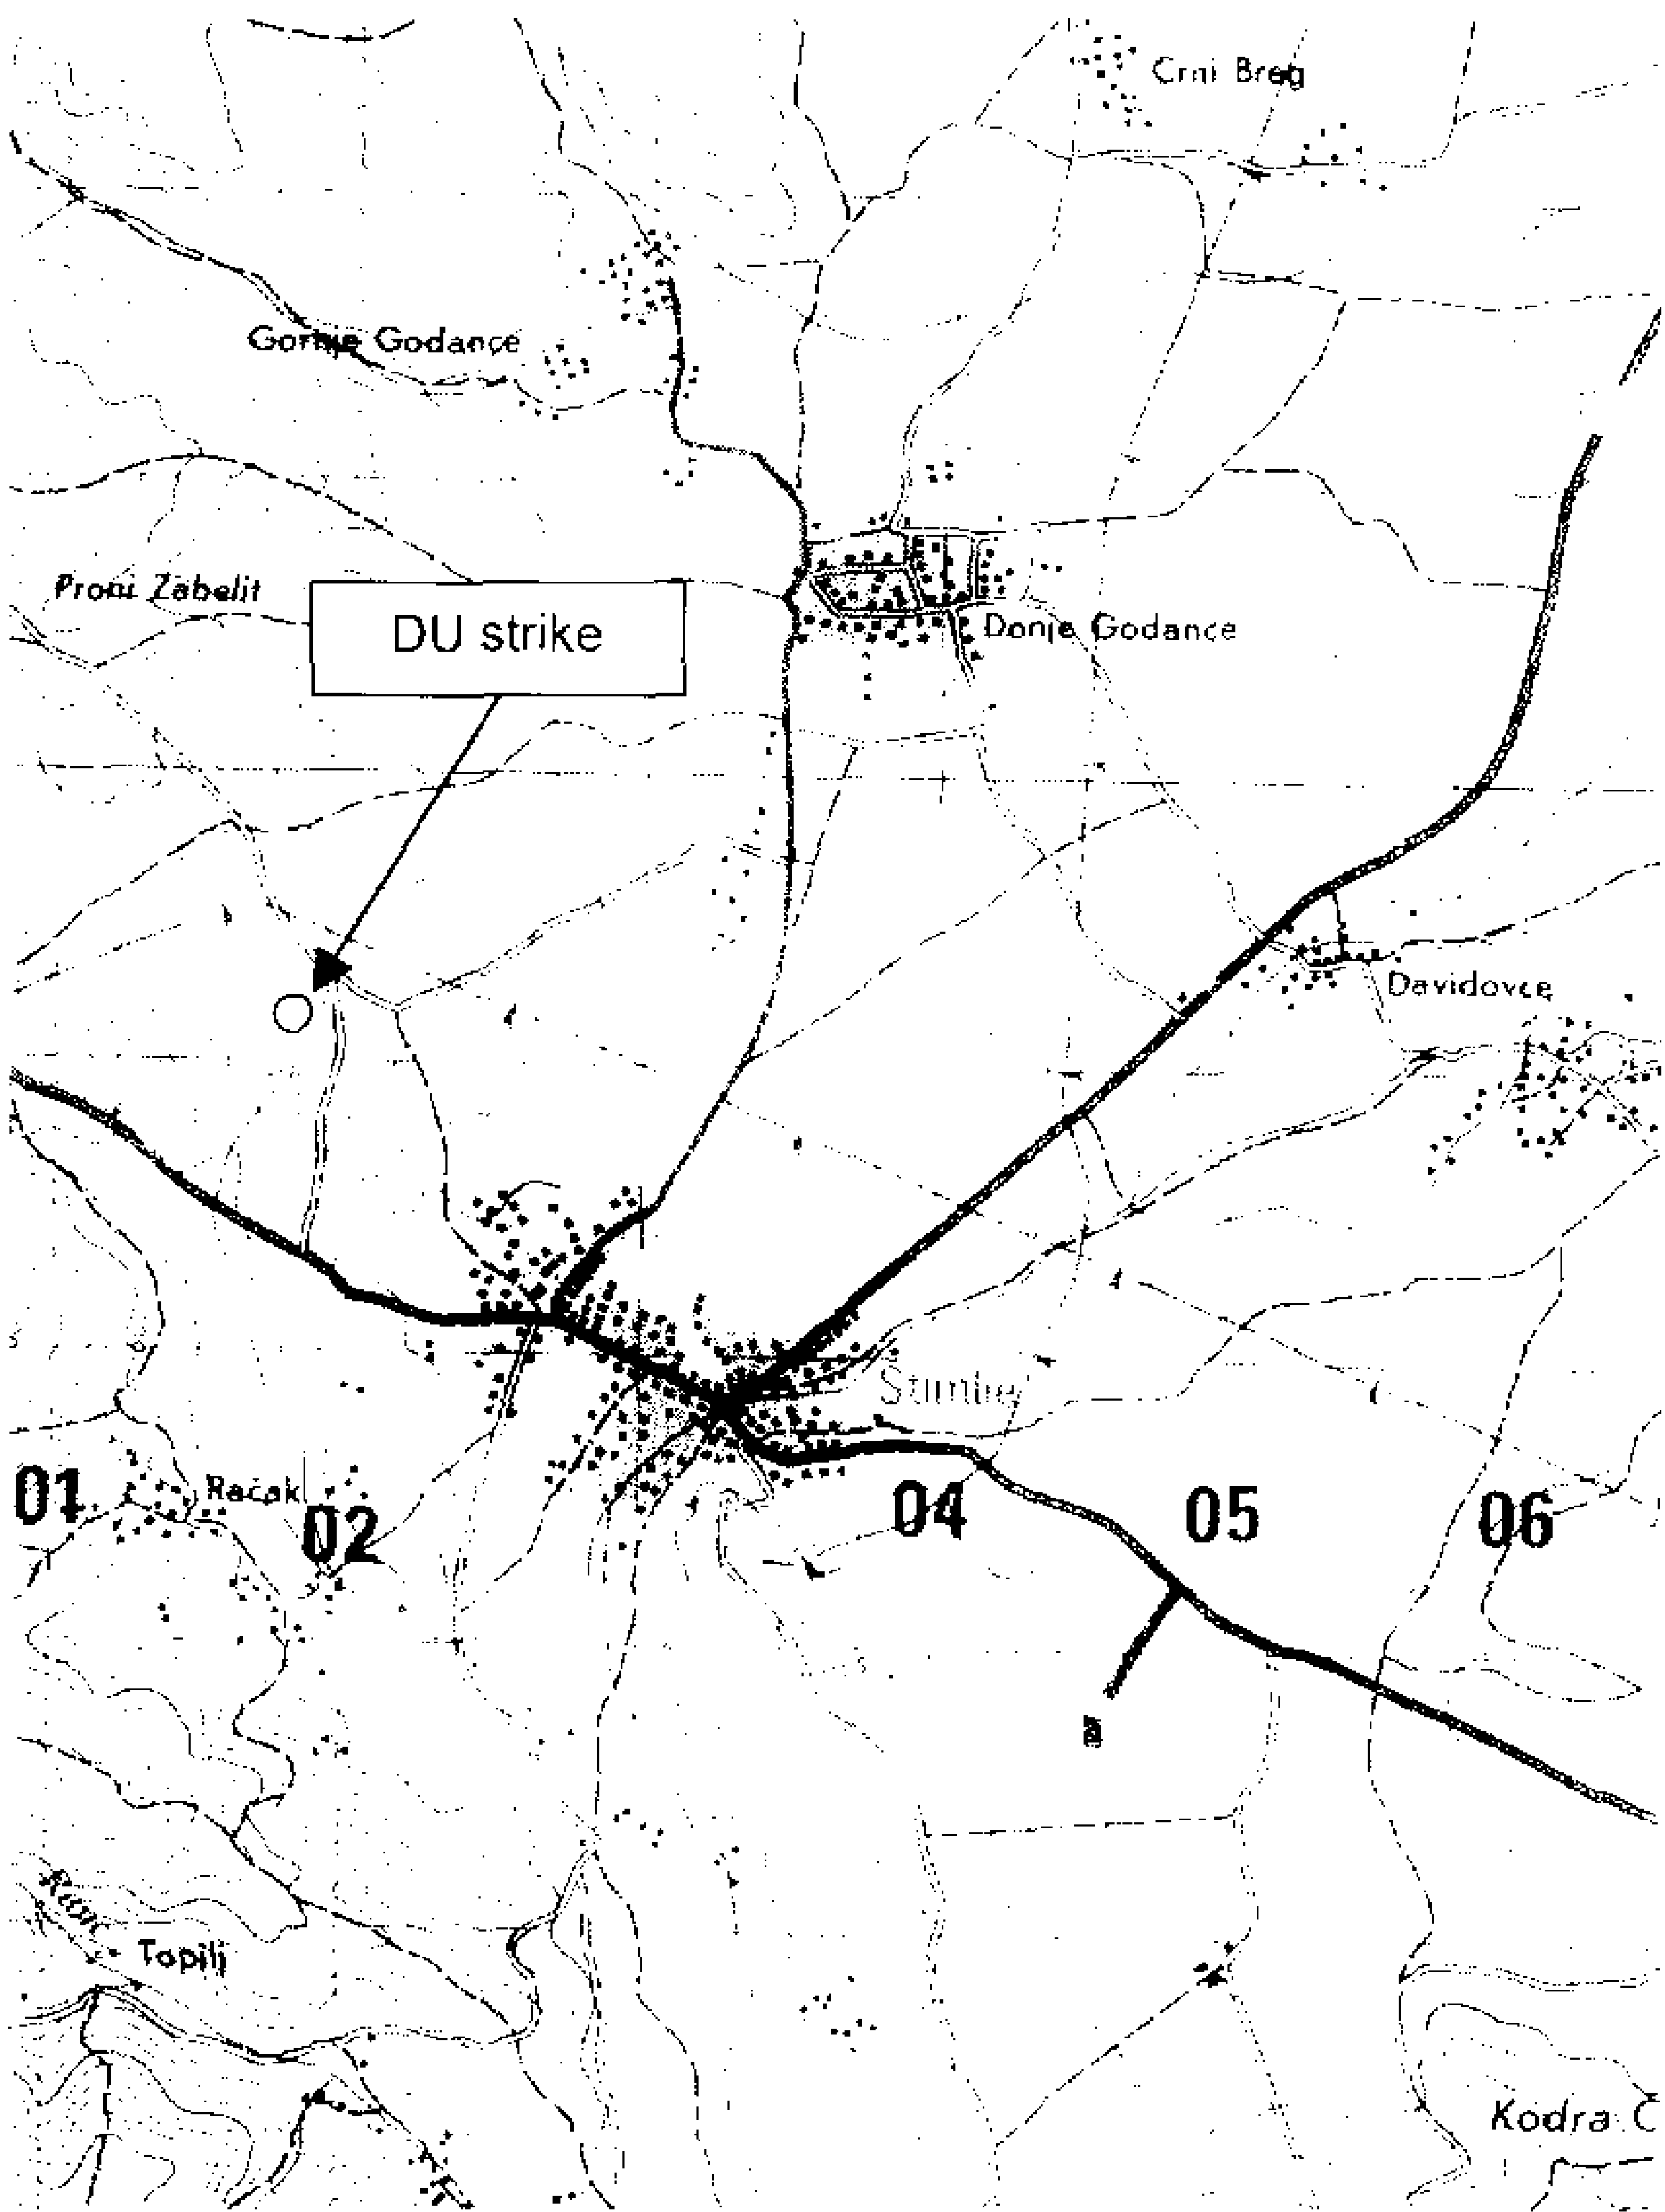 Crni Breg
Gornje Godance
Proni Zabelit
DU strike
Donje Godance
Davidovce
Štimlje
01
Račak
02
04
05
06
Topilj
Kodra C